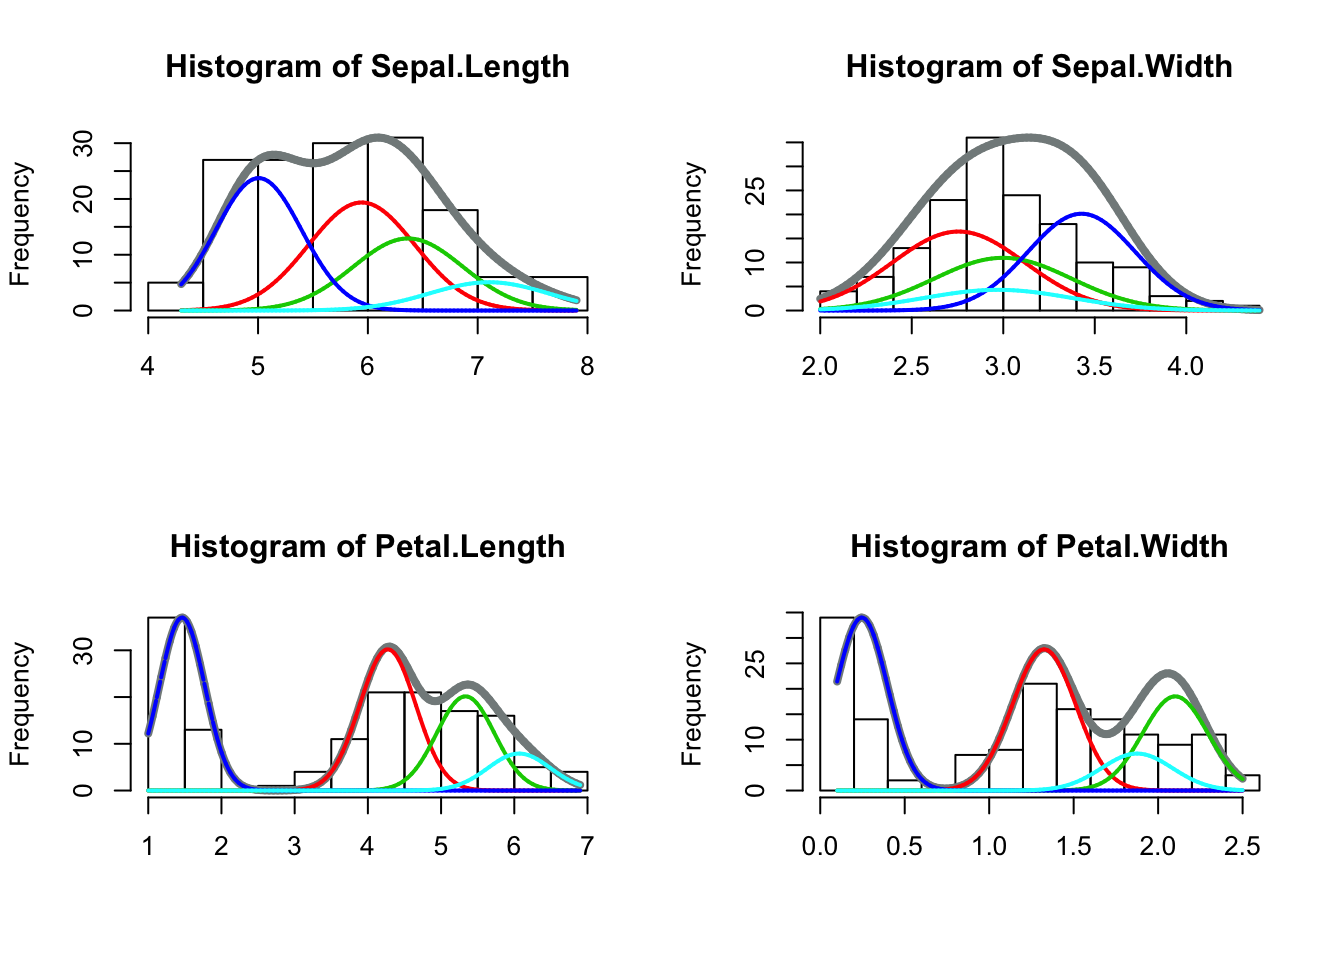 Histogram of Sepal.Length
Frequency
0 10 20 30
4 5 6 7 8
Histogram of Sepal.Width
Frequency
0 10 25
2.0 2.5 3.0 3.5 4.0
Histogram of Petal.Length
Frequency
0 10 30
1 2 3 4 5 6 7
Histogram of Petal.Width
Frequency
0 10 25
0.0 0.5 1.0 1.5 2.0 2.5